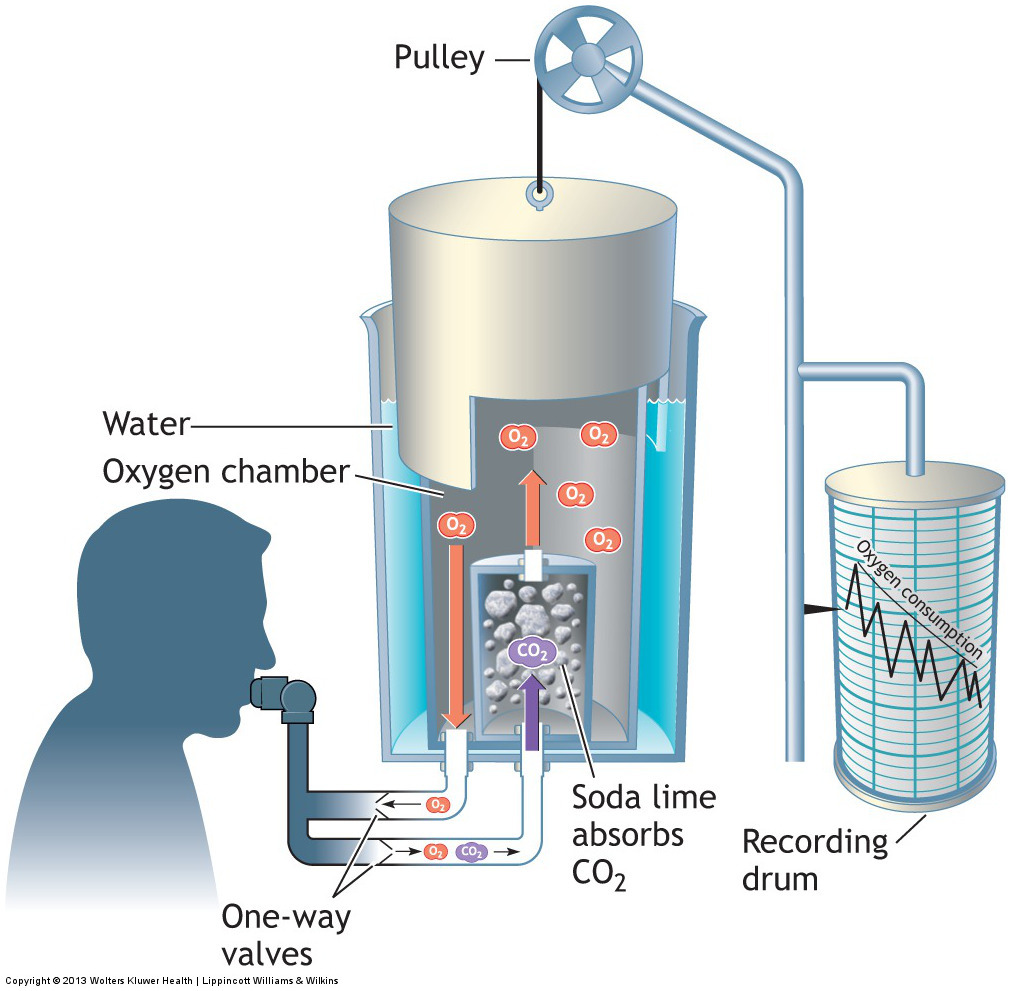 Pulley
Water
Oxygen chamber
O₂
O₂
O₂
O₂
O₂
Oxygen consumption
CO₂
O₂
O₂ CO₂
Soda lime
absorbs
CO₂
Recording
drum
One-way
valves
Copyright © 2013 Wolters Kluwer Health | Lippincott Williams & Wilkins